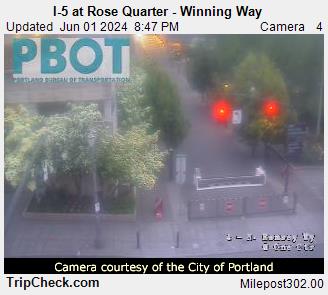 I-5 at Rose Quarter - Winning Way
Updated Jun 01 2024 8:47 PM Camera 4
PBOT
PORTLAND BUREAU OF TRANSPORTATION
Camera courtesy of the City of Portland
TripCheck.com Milepost302.00